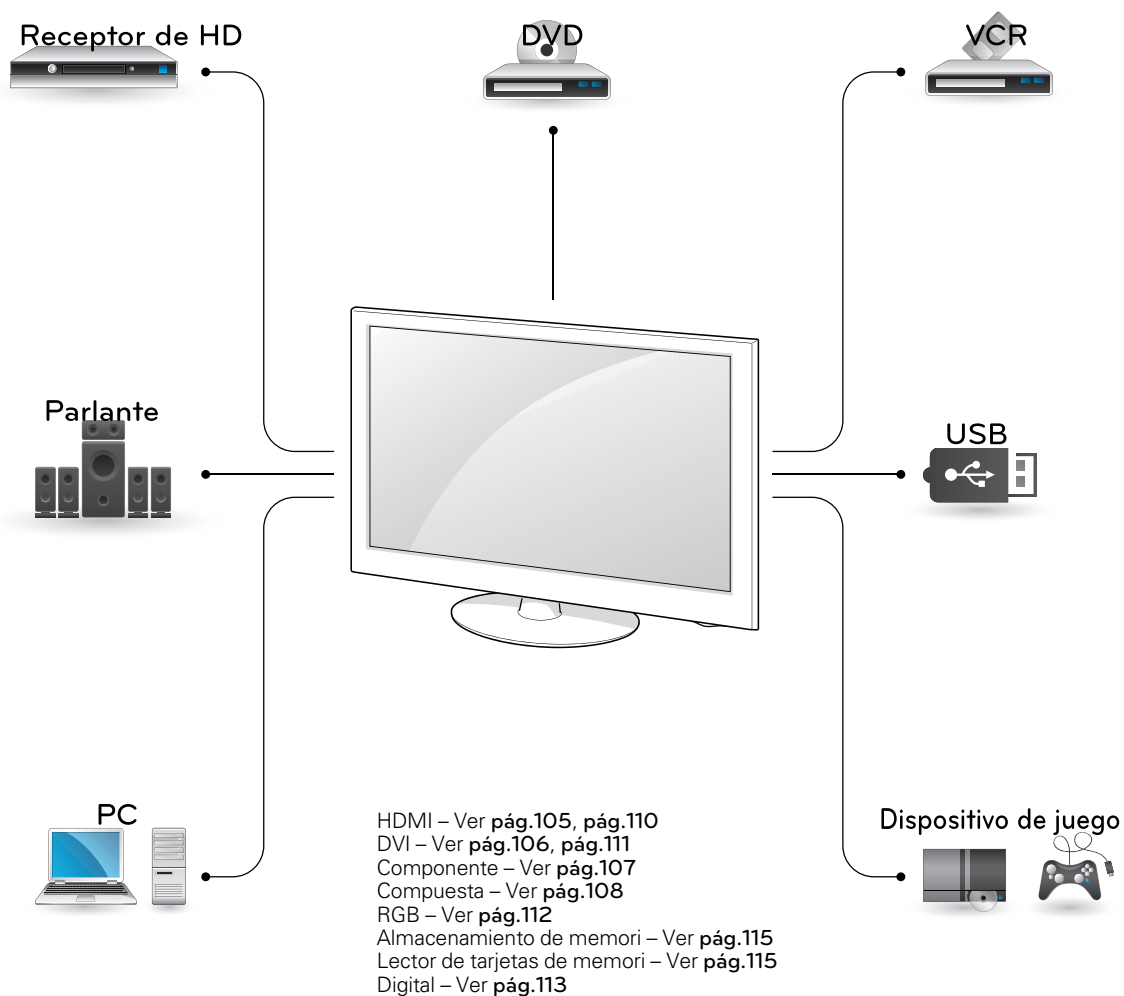 Receptor de HD
DVD
VCR
Parlante
USB
PC
Dispositivo de juego
HDMI – Ver pág.105, pág.110
DVI – Ver pág.106, pág.111
Componente – Ver pág.107
Compuesta – Ver pág.108
RGB – Ver pág.112
Almacenamiento de memori – Ver pág.115
Lector de tarjetas de memori – Ver pág.115
Digital – Ver pág.113